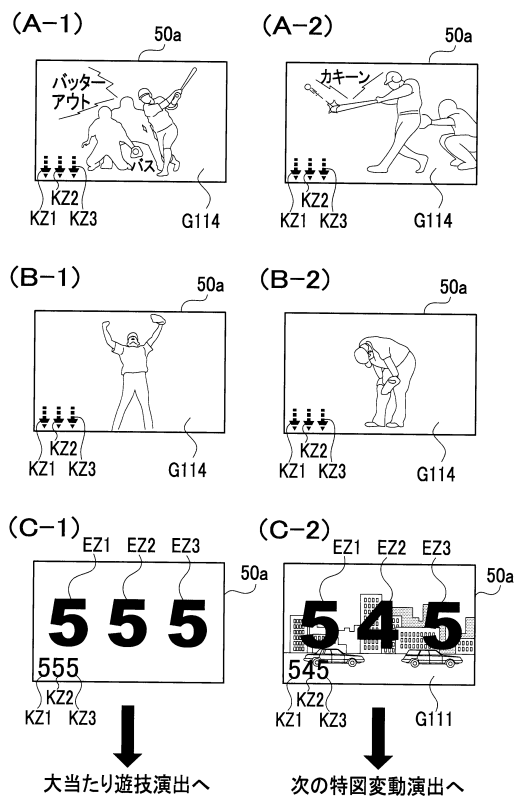 (A-1)
50a
バッター
アウト
バス
KZ1
KZ2
KZ3
G114
(A-2)
50a
カキーン
KZ1
KZ2
KZ3
G114
(B-1)
50a
KZ1
KZ2
KZ3
G114
(B-2)
50a
KZ1
KZ2
KZ3
G114
(C-1)
EZ1 EZ2 EZ3
50a
5 5 5
555
KZ1
KZ2
KZ3
大当たり遊技演出へ
(C-2)
EZ1 EZ2 EZ3
50a
5 4 5
545
KZ1
KZ2
KZ3
G111
次の特図変動演出へ